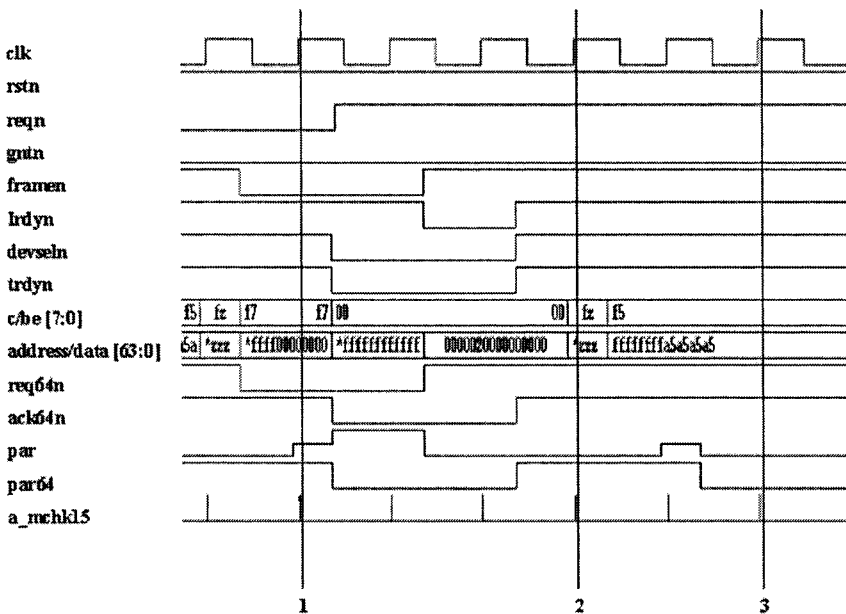 clk
rstn
reqn
gntn
framen
Irdyn
devseln
trdyn
c/be [7:0] f5 fz f7 f7 00 00 fz f5
address/data [63:0] 5a *zzz *ffff00000000 *ffffffffffff 0000020000000000 *zzz ffffffffa5a5a5a5
req64n
ack64n
par
par64
a_mchk15
1 2 3